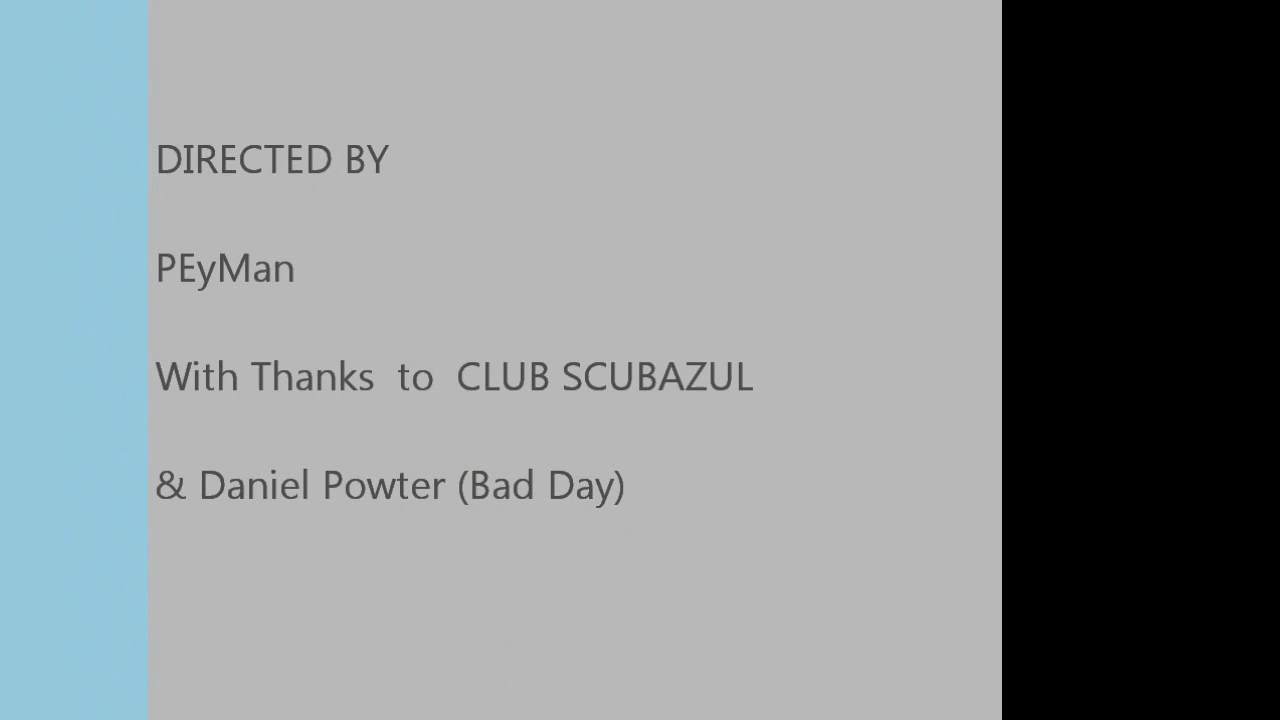 DIRECTED BY
PEyMan
With Thanks  to  CLUB SCUBAZUL
& Daniel Powter (Bad Day)